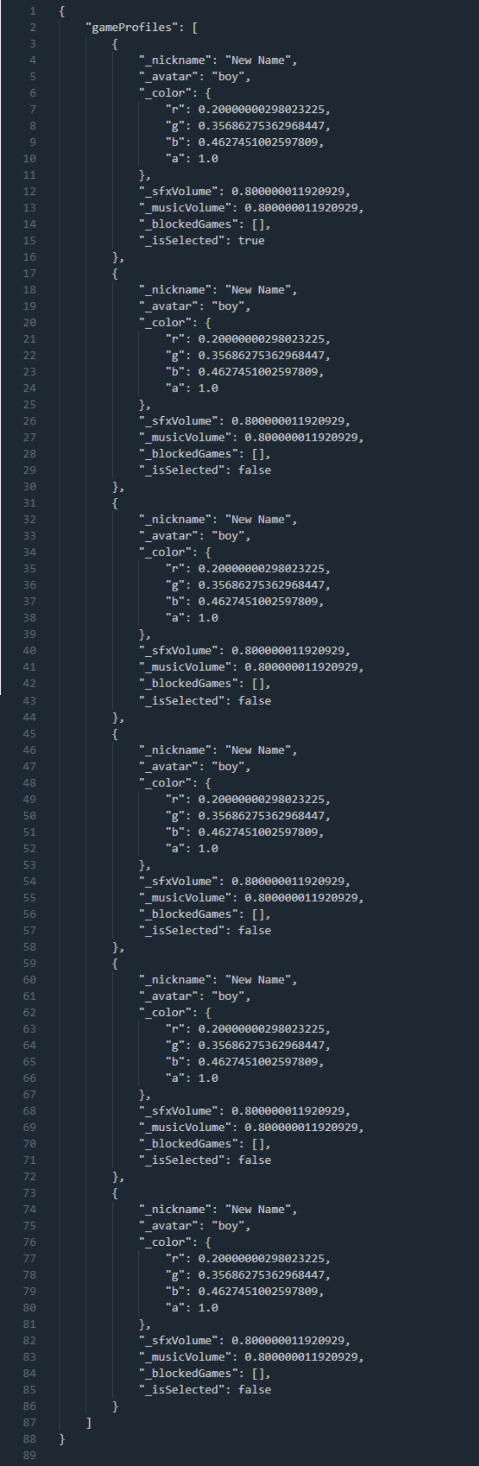 1 {
2 "gameProfiles": [
3 {
4 "_nickname": "New Name",
5 "_avatar": "boy",
6 "_color": {
7 "r": 0.20000000298023225,
8 "g": 0.35686275362968447,
9 "b": 0.4627451002597809,
10 "a": 1.0
11 },
12 "_sfxVolume": 0.800000011920929,
13 "_musicVolume": 0.800000011920929,
14 "_blockedGames": [],
15 "_isSelected": true
16 },
17 {
18 "_nickname": "New Name",
19 "_avatar": "boy",
20 "_color": {
21 "r": 0.20000000298023225,
22 "g": 0.35686275362968447,
23 "b": 0.4627451002597809,
24 "a": 1.0
25 },
26 "_sfxVolume": 0.800000011920929,
27 "_musicVolume": 0.800000011920929,
28 "_blockedGames": [],
29 "_isSelected": false
30 },
31 {
32 "_nickname": "New Name",
33 "_avatar": "boy",
34 "_color": {
35 "r": 0.20000000298023225,
36 "g": 0.35686275362968447,
37 "b": 0.4627451002597809,
38 "a": 1.0
39 },
40 "_sfxVolume": 0.800000011920929,
41 "_musicVolume": 0.800000011920929,
42 "_blockedGames": [],
43 "_isSelected": false
44 },
45 {
46 "_nickname": "New Name",
47 "_avatar": "boy",
48 "_color": {
49 "r": 0.20000000298023225,
50 "g": 0.35686275362968447,
51 "b": 0.4627451002597809,
52 "a": 1.0
53 },
54 "_sfxVolume": 0.800000011920929,
55 "_musicVolume": 0.800000011920929,
56 "_blockedGames": [],
57 "_isSelected": false
58 },
59 {
60 "_nickname": "New Name",
61 "_avatar": "boy",
62 "_color": {
63 "r": 0.20000000298023225,
64 "g": 0.35686275362968447,
65 "b": 0.4627451002597809,
66 "a": 1.0
67 },
68 "_sfxVolume": 0.800000011920929,
69 "_musicVolume": 0.800000011920929,
70 "_blockedGames": [],
71 "_isSelected": false
72 },
73 {
74 "_nickname": "New Name",
75 "_avatar": "boy",
76 "_color": {
77 "r": 0.20000000298023225,
78 "g": 0.35686275362968447,
79 "b": 0.4627451002597809,
80 "a": 1.0
81 },
82 "_sfxVolume": 0.800000011920929,
83 "_musicVolume": 0.800000011920929,
84 "_blockedGames": [],
85 "_isSelected": false
86 }
87 ]
88 }
89